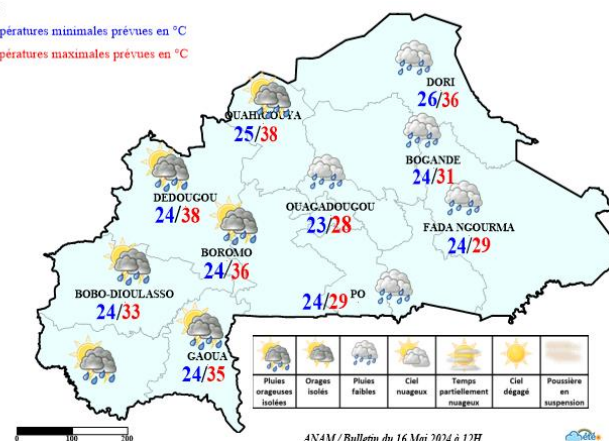 pératures minimales prévues en °C
pératures maximales prévues en °C
DORI
26/36
OUAHIGOUYA
25/38
BOGANDE
24/31
DEDOUGOU
24/38
OUAGADOUGOU
23/28
FADA NGOURMA
24/29
BOROMO
24/36
BOBO-DIOULASSO
24/33
24/29 PO
GAOUA
24/35
Pluies orageuses isolées
Orages isolés
Pluies faibles
Ciel nuageux
Temps partiellement nuageux
Ciel dégagé
Poussière en suspension
0 100 200
ANAM / Bulletin du 16 Mai 2024 à 12H